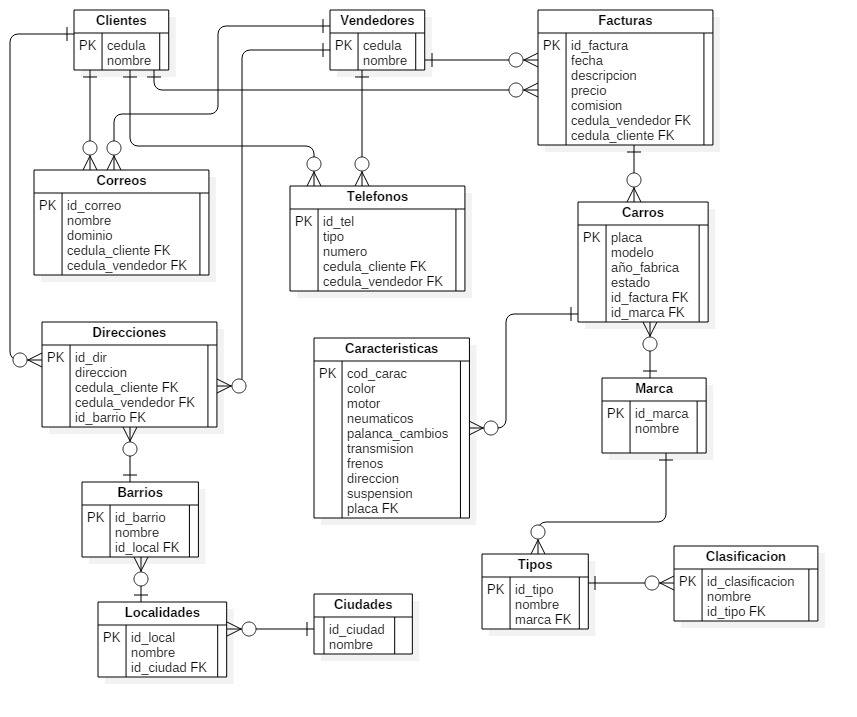 Clientes
PK cedula
nombre
Vendedores
PK cedula
nombre
Facturas
PK id_factura
fecha
descripcion
precio
comision
cedula_vendedor FK
cedula_cliente FK
Correos
PK id_correo
nombre
dominio
cedula_cliente FK
cedula_vendedor FK
Telefonos
PK id_tel
tipo
numero
cedula_cliente FK
cedula_vendedor FK
Carros
PK placa
modelo
año_fabrica
estado
id_factura FK
id_marca FK
Direcciones
PK id_dir
direccion
cedula_cliente FK
cedula_vendedor FK
id_barrio FK
Caracteristicas
PK cod_carac
color
motor
neumaticos
palanca_cambios
transmision
frenos
direccion
suspension
placa FK
Marca
PK id_marca
nombre
Barrios
PK id_barrio
nombre
id_local FK
Tipos
PK id_tipo
nombre
marca FK
Clasificacion
PK id_clasificacion
nombre
id_tipo FK
Localidades
PK id_local
nombre
id_ciudad FK
Ciudades
id_ciudad
nombre